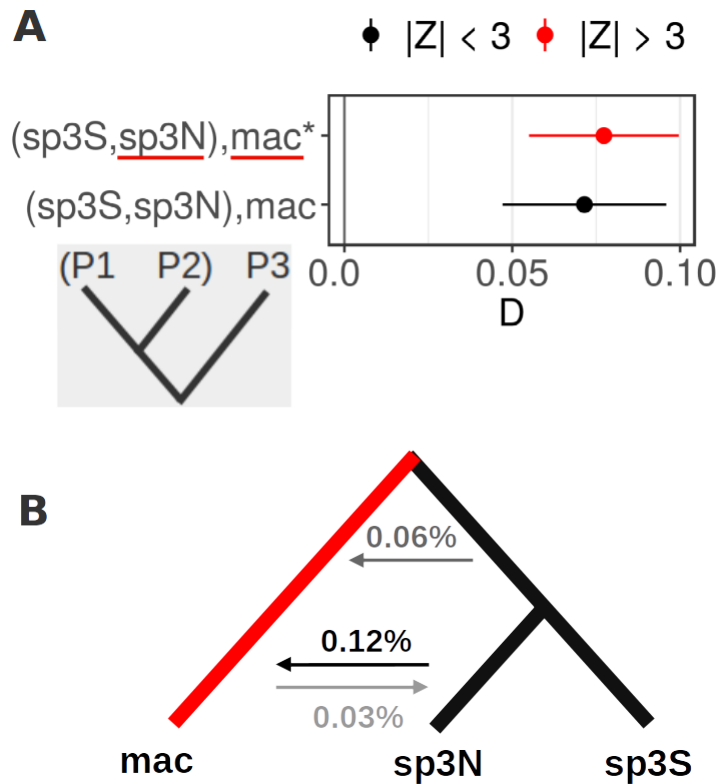 A
|Z| < 3 |Z| > 3
(sp3S,sp3N),mac*
(sp3S,sp3N),mac
(P1 P2) P3
0.0 0.05 0.10
D
B
0.06%
0.12%
0.03%
mac sp3N sp3S